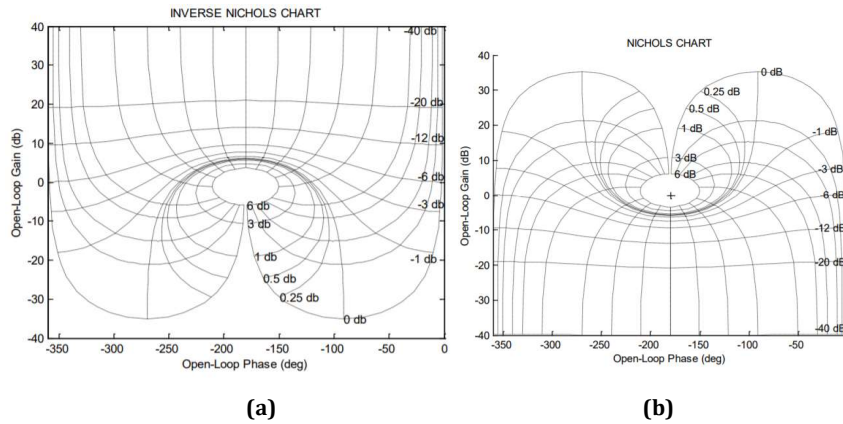 INVERSE NICHOLS CHART
40
30
20
10
0
-10
-20
-30
-40
Open-Loop Gain (db)
-40 db
-20 db
-12 db
-6 db
-3 db
-1 db
6 db
3 db
1 db
0.5 db
0.25 db
0 db
-350
-300
-250
-200
-150
-100
-50
0
Open-Loop Phase (deg)
(a)
NICHOLS CHART
40
30
20
10
0
-10
-20
-30
-40
Open-Loop Gain (dB)
0 dB
0.25 dB
0.5 dB
1 dB
3 dB
6 dB
-1 dB
-3 dB
-6 dB
-12 dB
-20 dB
-40 dB
-350
-300
-250
-200
-150
-100
-50
Open-Loop Phase (deg)
(b)